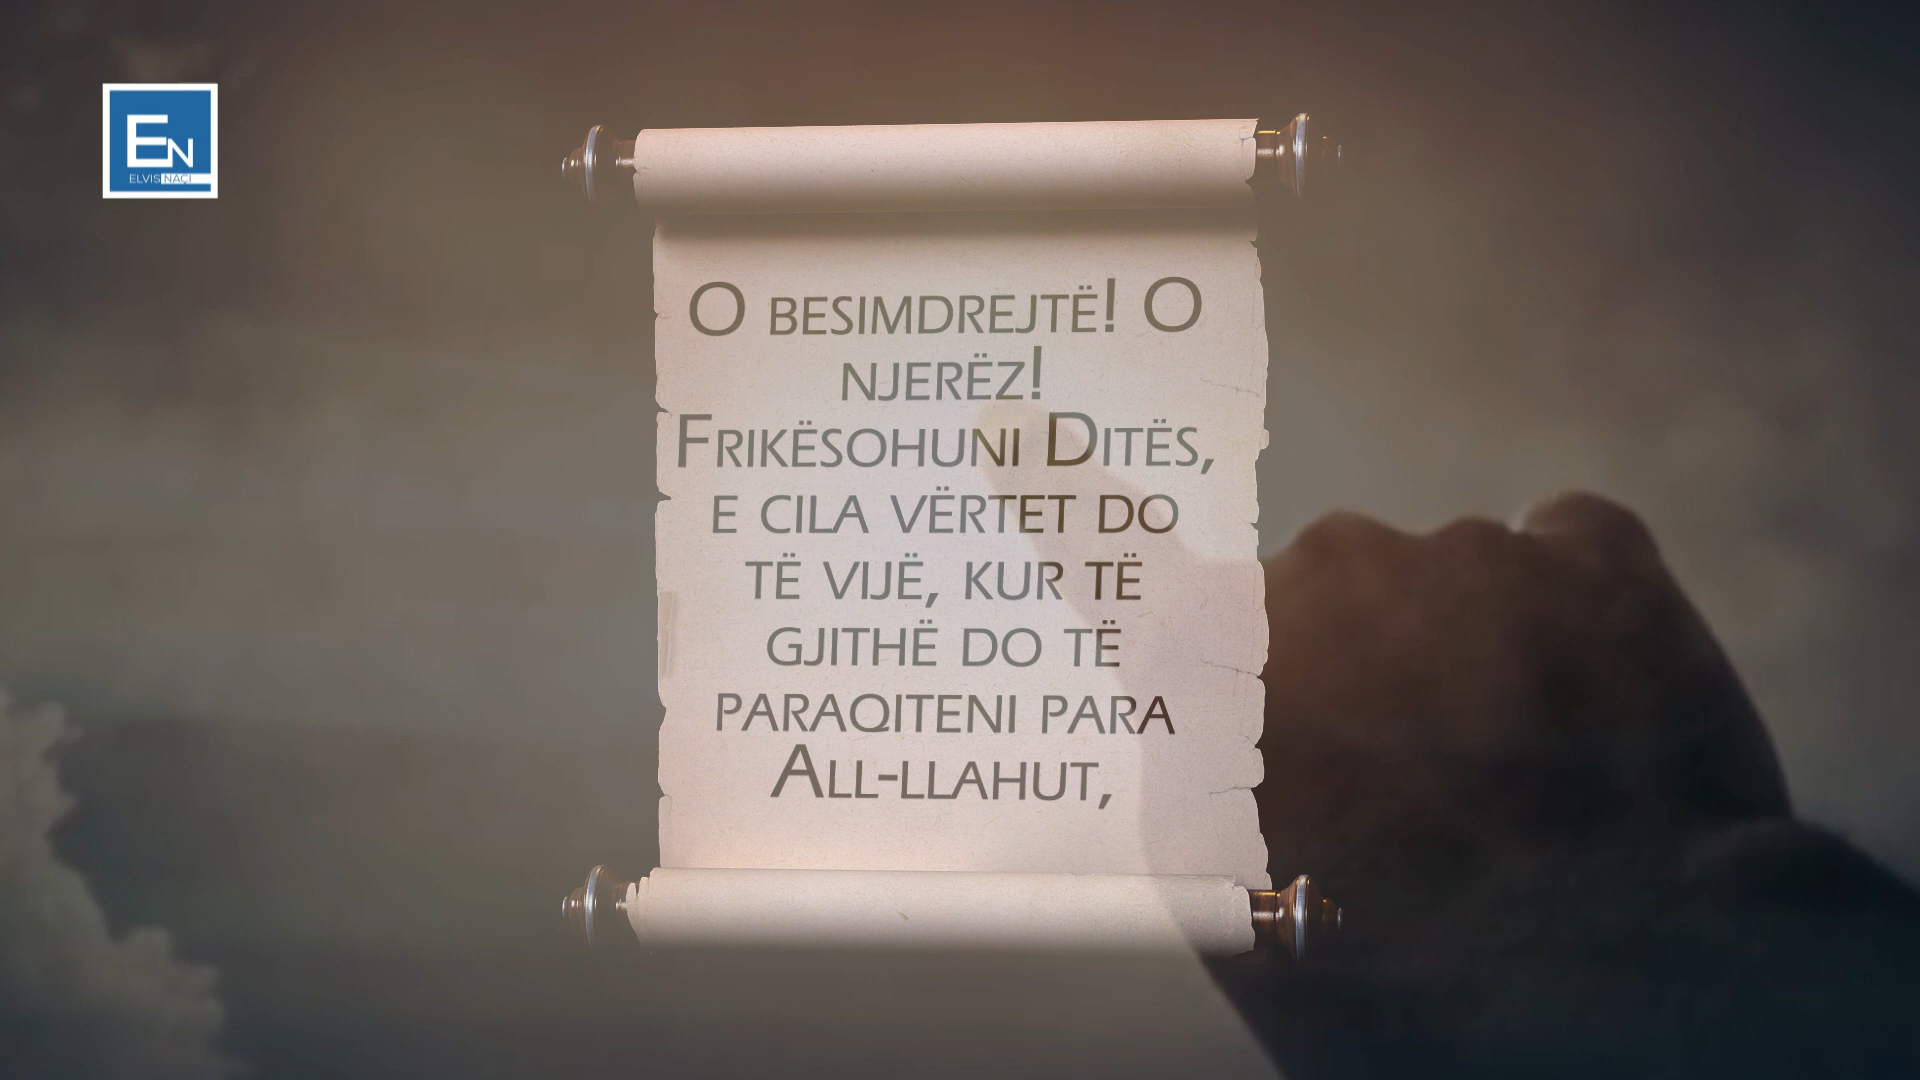 EN
ELVIS NAÇI
O BESIMDREJTË! O
NJERËZ!
FRIKËSOHUNI DITËS,
E CILA VËRTET DO
TË VIJË, KUR TË
GJITHË DO TË
PARAQITENI PARA
ALL-LLAHUT,